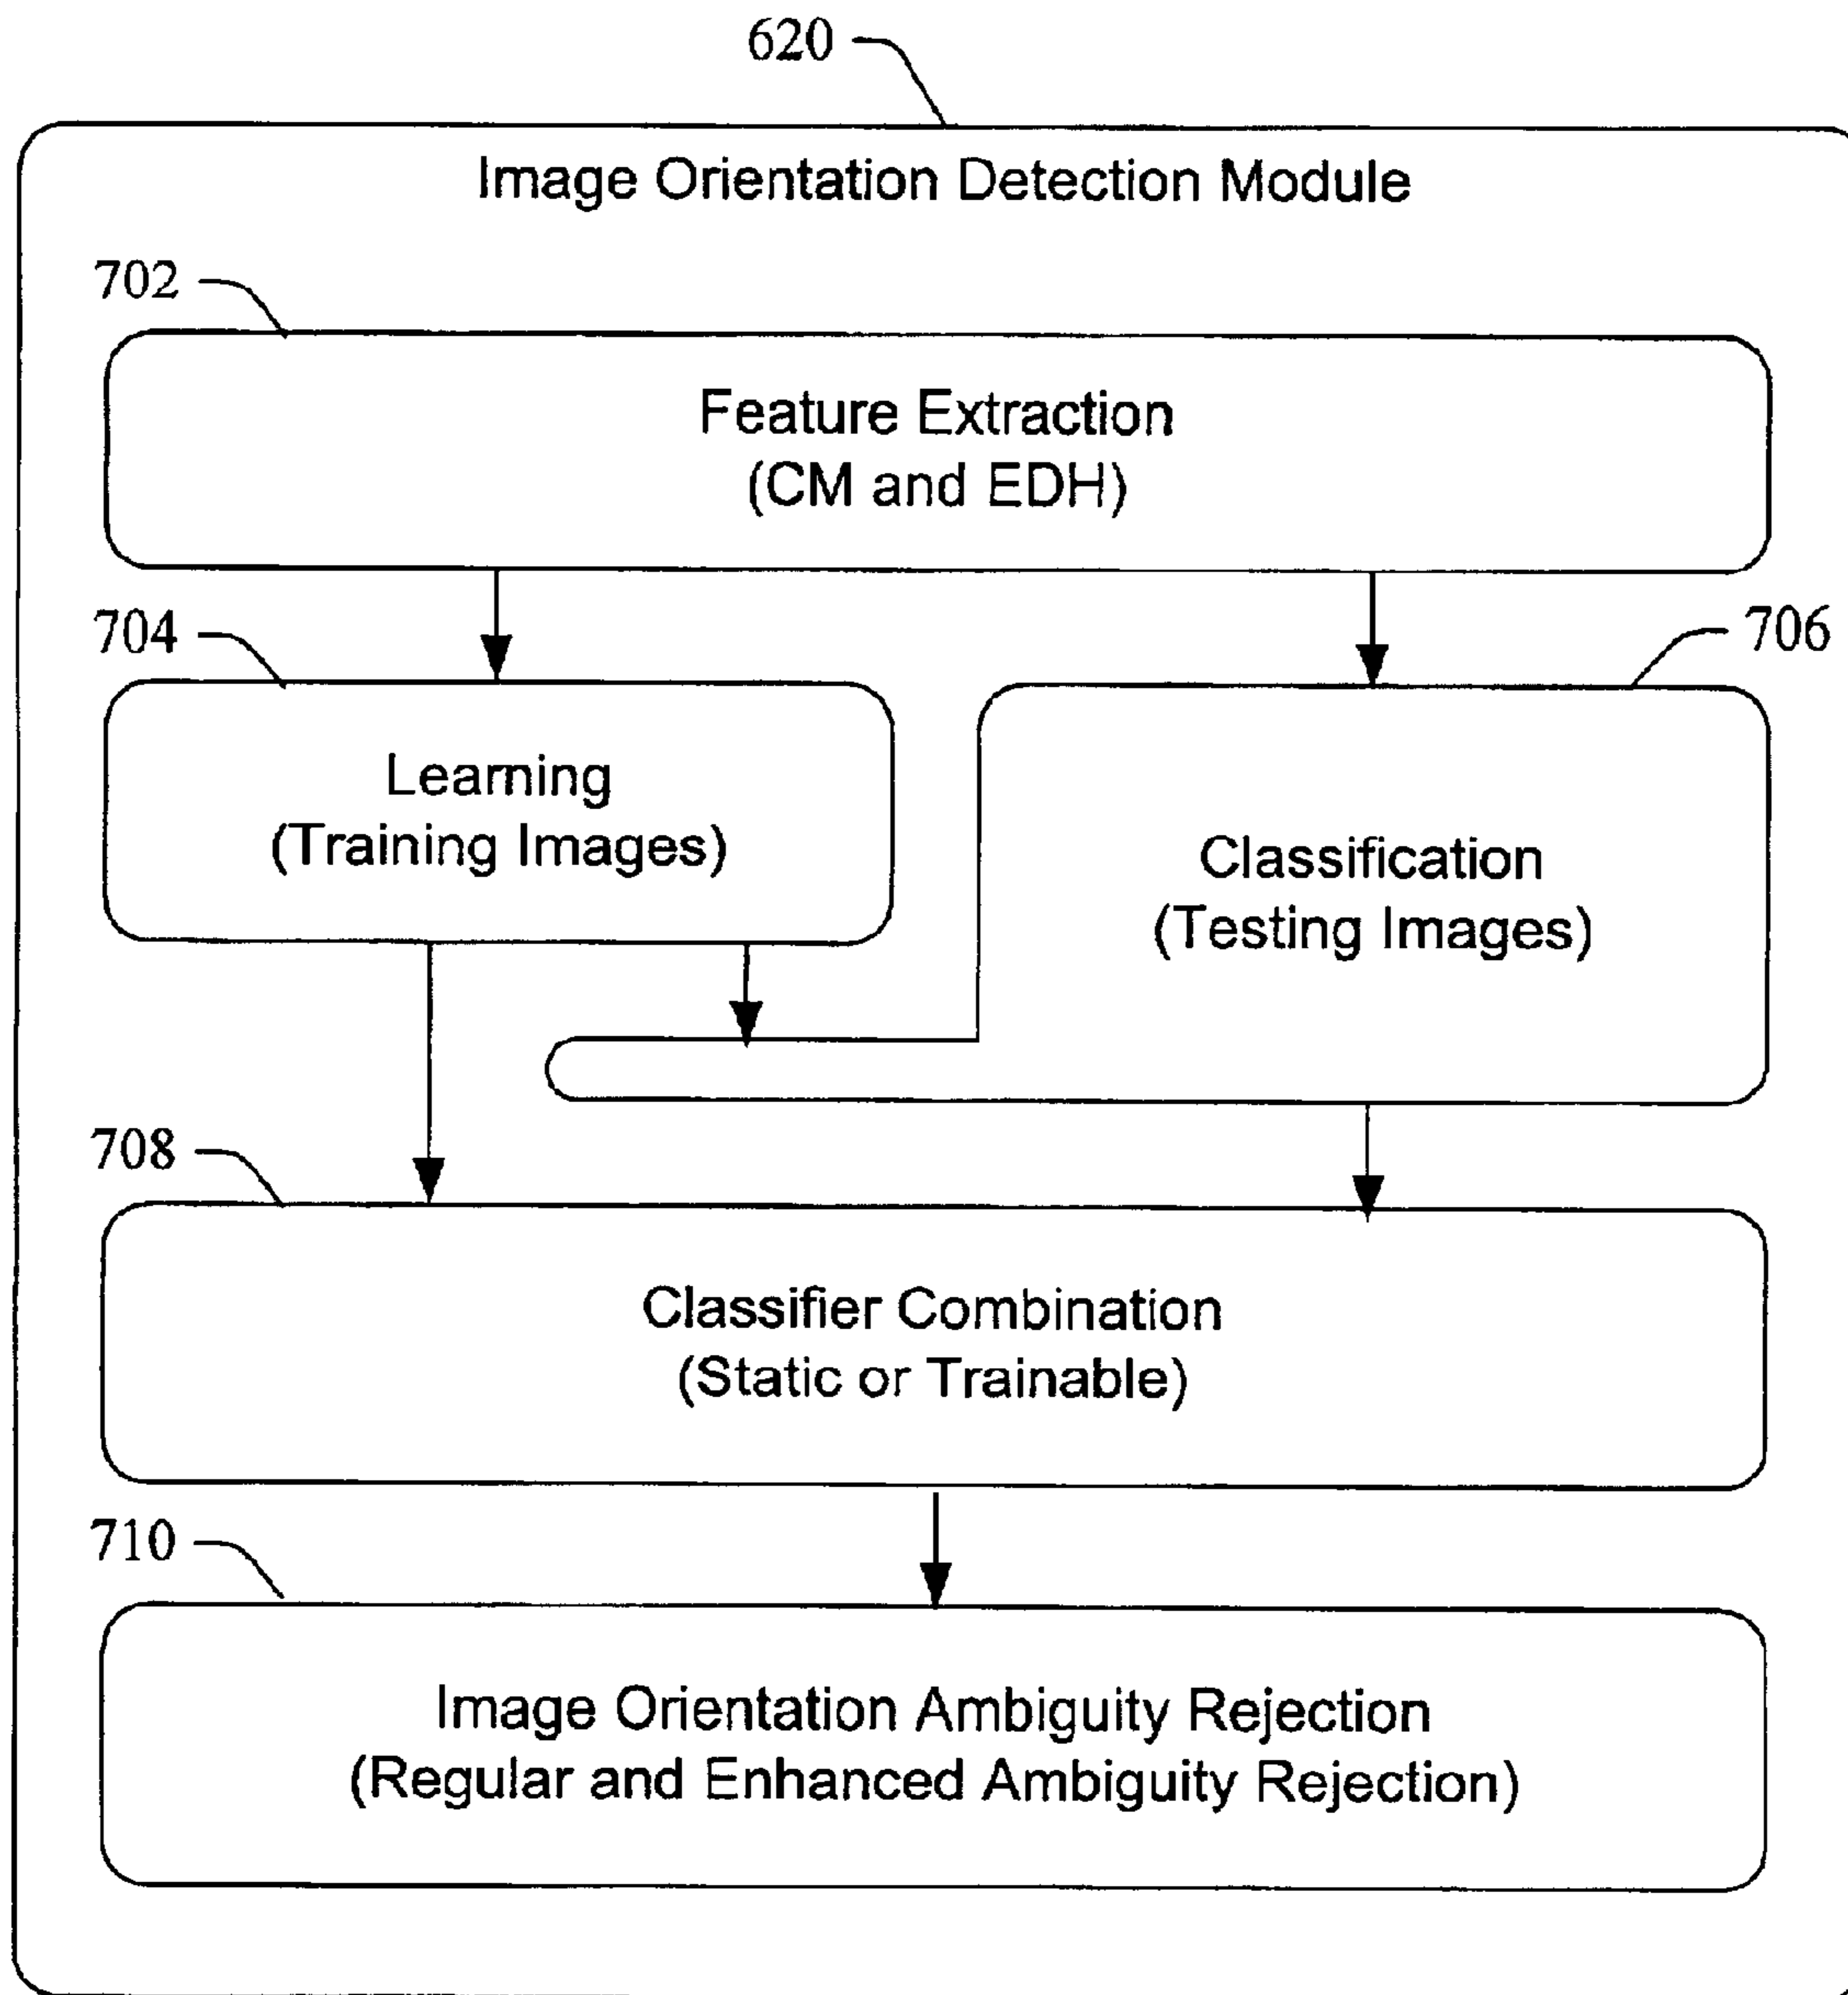 620
Image Orientation Detection Module
702
Feature Extraction
(CM and EDH)
704
706
Learning
(Training Images)
Classification
(Testing Images)
708
Classifier Combination
(Static or Trainable)
710
Image Orientation Ambiguity Rejection
(Regular and Enhanced Ambiguity Rejection)